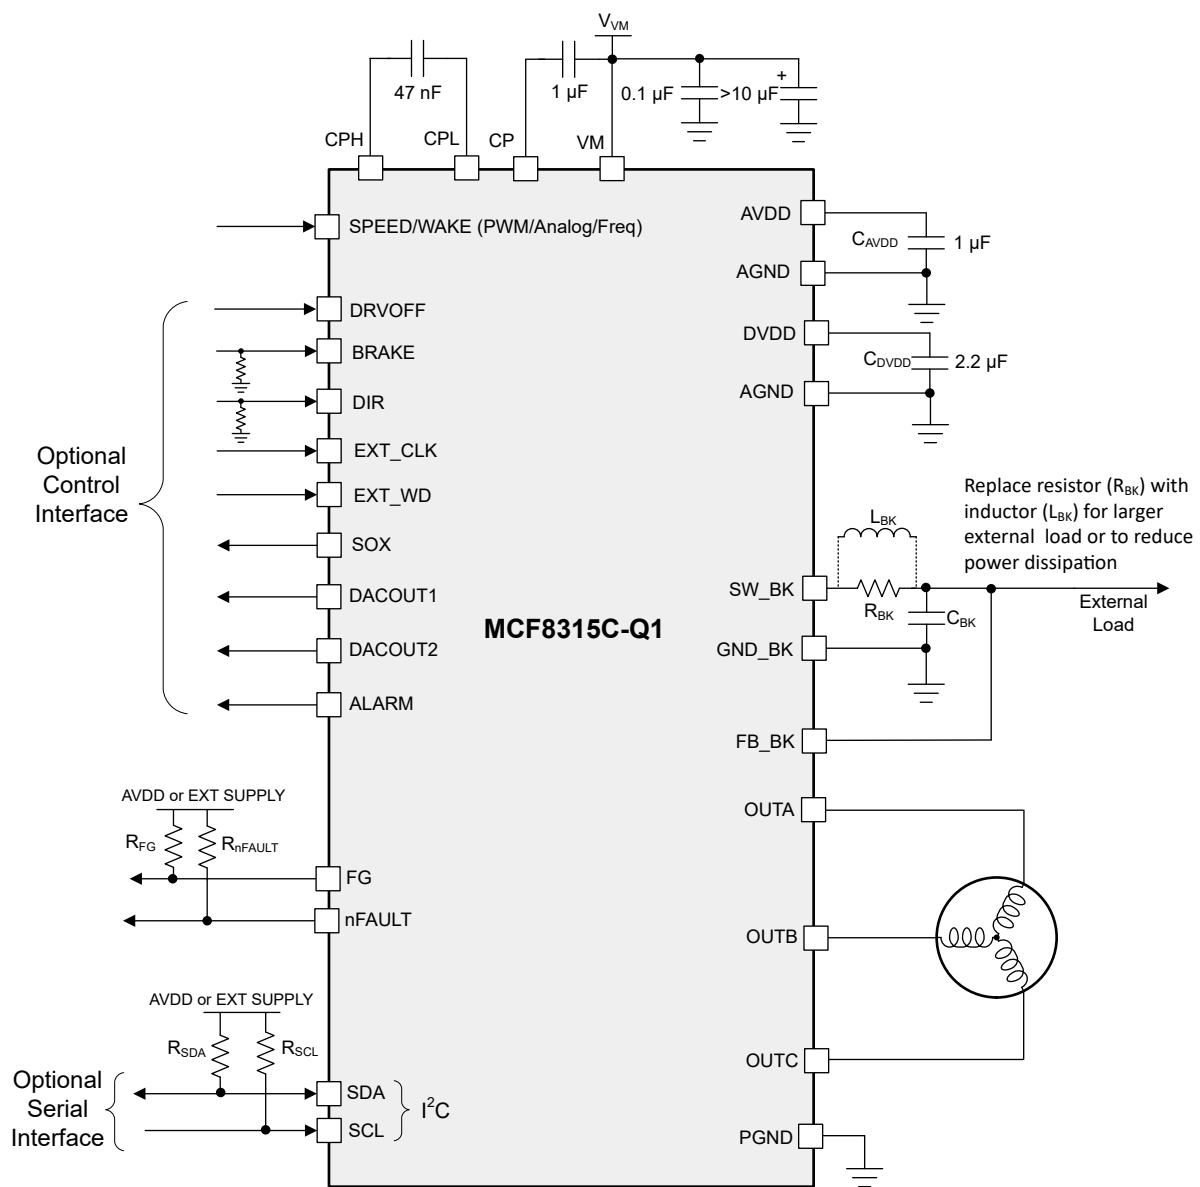 V_VM
+
47 nF
1 µF
0.1 µF
>10 µF
CPH
CPL
CP
VM
SPEED/WAKE (PWM/Analog/Freq)
AVDD
C_AVDD
1 µF
AGND
DRVOFF
DVDD
BRAKE
C_DVDD
2.2 µF
AGND
DIR
EXT_CLK
Optional
Control
Interface
EXT_WD
SOX
DACOUT1
DACOUT2
ALARM
MCF8315C-Q1
Replace resistor (R_BK) with
inductor (L_BK) for larger
external load or to reduce
power dissipation
L_BK
SW_BK
R_BK
C_BK
External
Load
GND_BK
FB_BK
AVDD or EXT SUPPLY
R_FG
R_nFAULT
FG
nFAULT
OUTA
OUTB
OUTC
AVDD or EXT SUPPLY
R_SDA
R_SCL
Optional
Serial
Interface
SDA
SCL
I²C
PGND